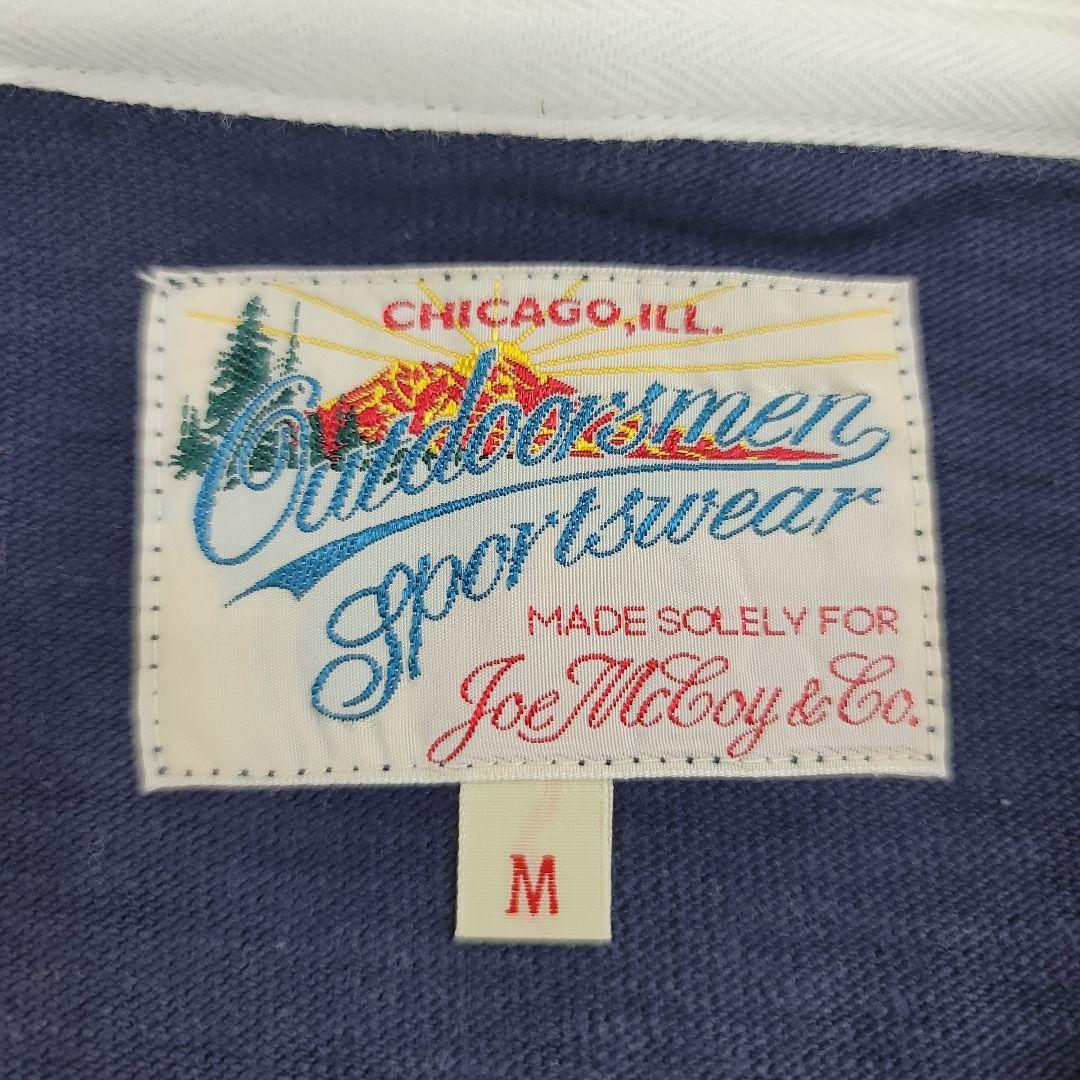 CHICAGO, ILL.
Outdoorsmen
Sportswear
MADE SOLELY FOR
Joe McCoy & Co.
M